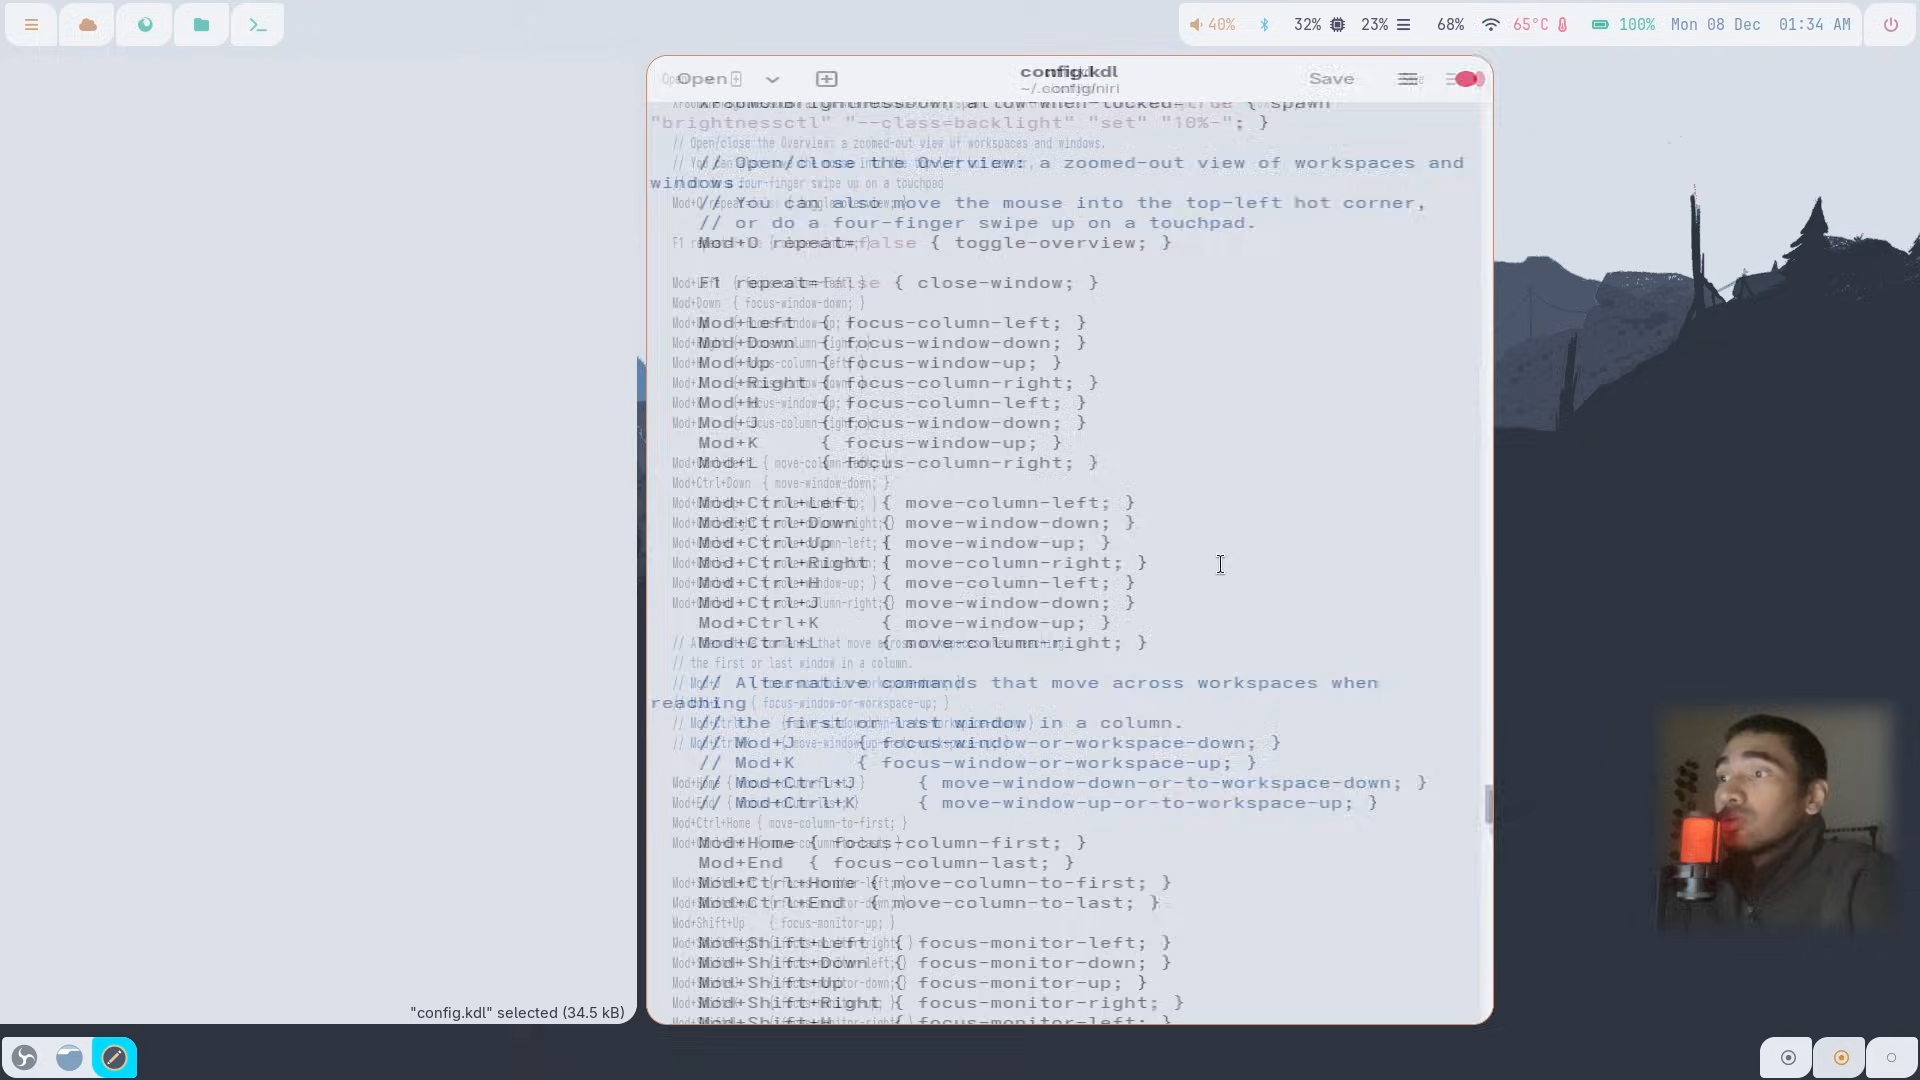 40%
32%
23%
68%
65°C
100%
Mon 08 Dec
01:34 AM
Open
config.kdl
~/.config/niri
Save
XF86MonBrightnessDown allow-when-locked=true { spawn
"brightnessctl" "--class=backlight" "set" "10%-"; }
// Open/close the Overview: a zoomed-out view of workspaces and
windows.
// You can also move the mouse into the top-left hot corner,
// or do a four-finger swipe up on a touchpad.
Mod+O repeat=false { toggle-overview; }
F1 repeat=false { close-window; }
Mod+Left  { focus-column-left; }
Mod+Down  { focus-window-down; }
Mod+Up    { focus-window-up; }
Mod+Right { focus-column-right; }
Mod+H     { focus-column-left; }
Mod+J     { focus-window-down; }
Mod+K     { focus-window-up; }
Mod+L     { focus-column-right; }
Mod+Ctrl+Left  { move-column-left; }
Mod+Ctrl+Down  { move-window-down; }
Mod+Ctrl+Up    { move-window-up; }
Mod+Ctrl+Right { move-column-right; }
Mod+Ctrl+H     { move-column-left; }
Mod+Ctrl+J     { move-window-down; }
Mod+Ctrl+K     { move-window-up; }
Mod+Ctrl+L     { move-column-right; }
// Alternative commands that move across workspaces when
reaching
// the first or last window in a column.
// Mod+J     { focus-window-or-workspace-down; }
// Mod+K     { focus-window-or-workspace-up; }
// Mod+Ctrl+J     { move-window-down-or-to-workspace-down; }
// Mod+Ctrl+K     { move-window-up-or-to-workspace-up; }
Mod+Home { focus-column-first; }
Mod+End  { focus-column-last; }
Mod+Ctrl+Home { move-column-to-first; }
Mod+Ctrl+End  { move-column-to-last; }
Mod+Shift+Left  { focus-monitor-left; }
Mod+Shift+Down  { focus-monitor-down; }
Mod+Shift+Up    { focus-monitor-up; }
Mod+Shift+Right { focus-monitor-right; }
Mod+Shift+H     { focus-monitor-left; }
"config.kdl" selected (34.5 kB)